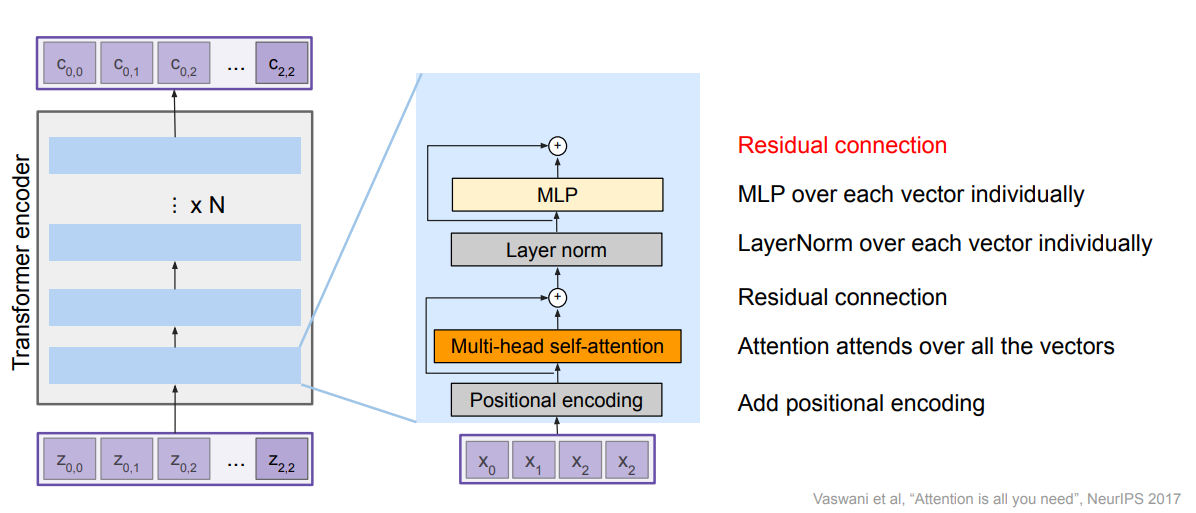 c0,0 c0,1 c0,2 ... c2,2
Transformer encoder
⋮ x N
z0,0 z0,1 z0,2 ... z2,2
+
MLP
Layer norm
+
Multi-head self-attention
Positional encoding
x0 x1 x2 x2
Residual connection
MLP over each vector individually
LayerNorm over each vector individually
Residual connection
Attention attends over all the vectors
Add positional encoding
Vaswani et al, “Attention is all you need”, NeurIPS 2017